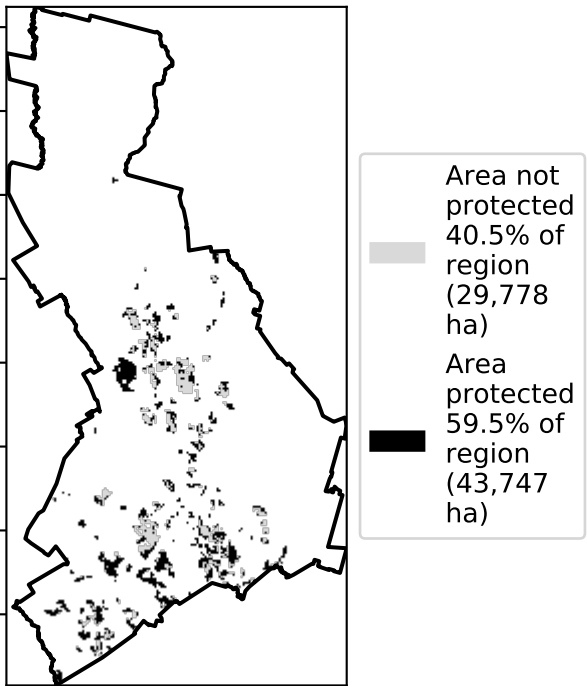 Area not
protected
40.5% of
region
(29,778
ha)
Area
protected
59.5% of
region
(43,747
ha)